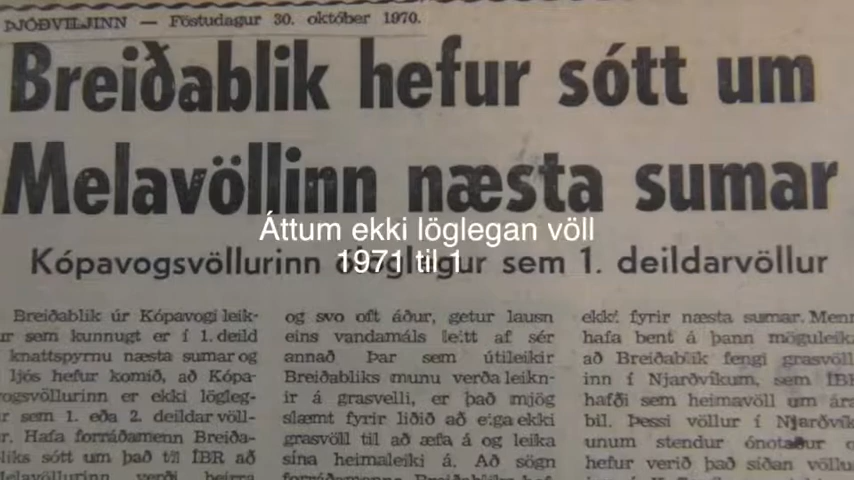 ÞJÓÐVILJINN — Föstudagur 30. október 1970.
Breiðablik hefur sótt um
Melavöllinn næsta sumar
Áttum ekki löglegan völl
1971 til 1
Kópavogsvöllurinn ólöglegur sem 1. deildarvöllur
Breiðablik úr Kópavogi leik-
ur sem kunnugt er í 1. deild
knattspyrnu næsta sumar og
ljós hefur komið, að Kópa-
vogsvöllurinn er ekki lögleg-
r sem 1. eða 2. deildar völl-
r. Hafa forráðamenn Breiða-
liks sótt um það til ÍBR að
Melavöllurinn verði þeirra
og svo oft áður, getur lausn
eins vandamáls leitt af sér
annað Þar sem útileikir
Breiðabliks munu verða leikn-
ir á grasvelli, er það mjög
slæmt fyrir liðið að eiga ekki
grasvöll til að æfa á og leika
sína heimaleiki á. Að sögn
forráðamanna Breiðabliks hef
ekki fyrir næsta sumar. Menn
hafa bent á þann möguleik
að Breiðablik fengi grasvöll
inn í Njarðvíkum, sem ÍBK
hafði sem heimavöll um ára
bil. Þessi völlur í Njarðvík
unum stendur ónotaður o
hefur verið það síðan völlur